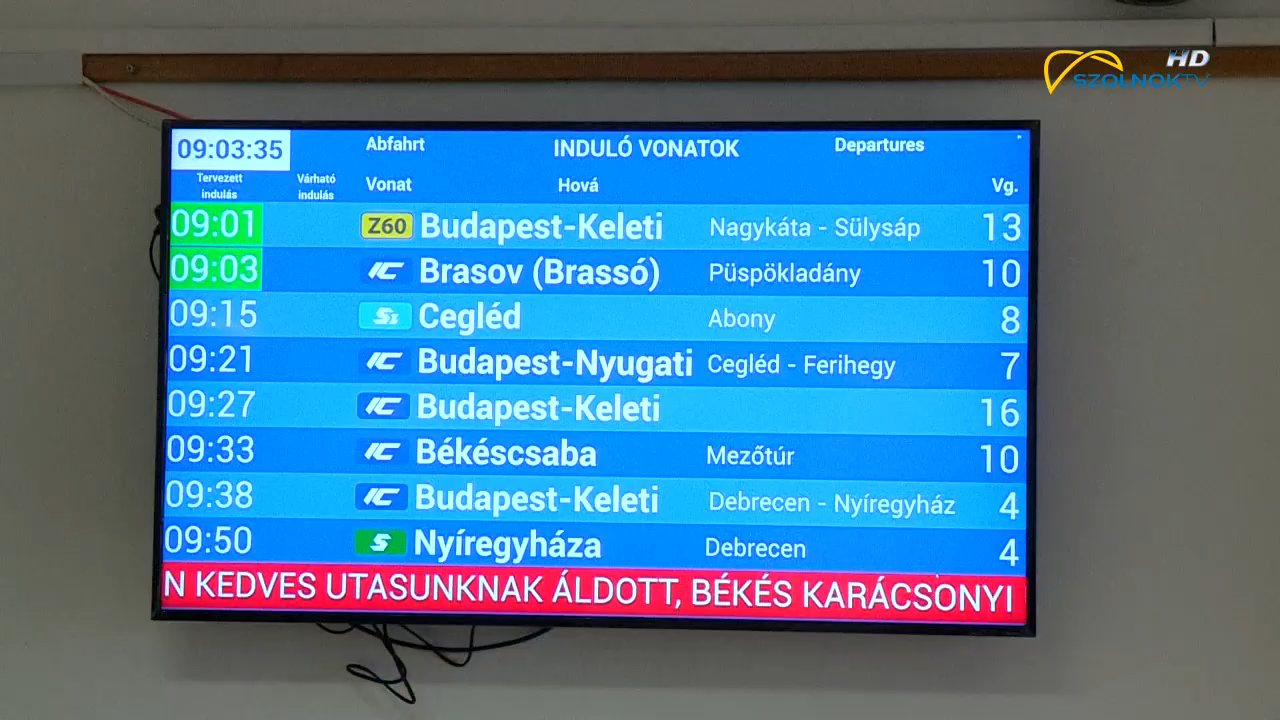 HD
SZOLNOKTV
09:03:35 Abfahrt INDULÓ VONATOK Departures
Tervezett indulás Várható indulás Vonat Hová Vg.
09:01 Z60 Budapest-Keleti Nagykáta - Sülysáp 13
09:03 IC Brasov (Brassó) Püspökladány 10
09:15 S Cegléd Abony 8
09:21 IC Budapest-Nyugati Cegléd - Ferihegy 7
09:27 IC Budapest-Keleti 16
09:33 IC Békéscsaba Mezőtúr 10
09:38 IC Budapest-Keleti Debrecen - Nyíregyház 4
09:50 S Nyíregyháza Debrecen 4
N KEDVES UTASUNKNAK ÁLDOTT, BÉKÉS KARÁCSONYI